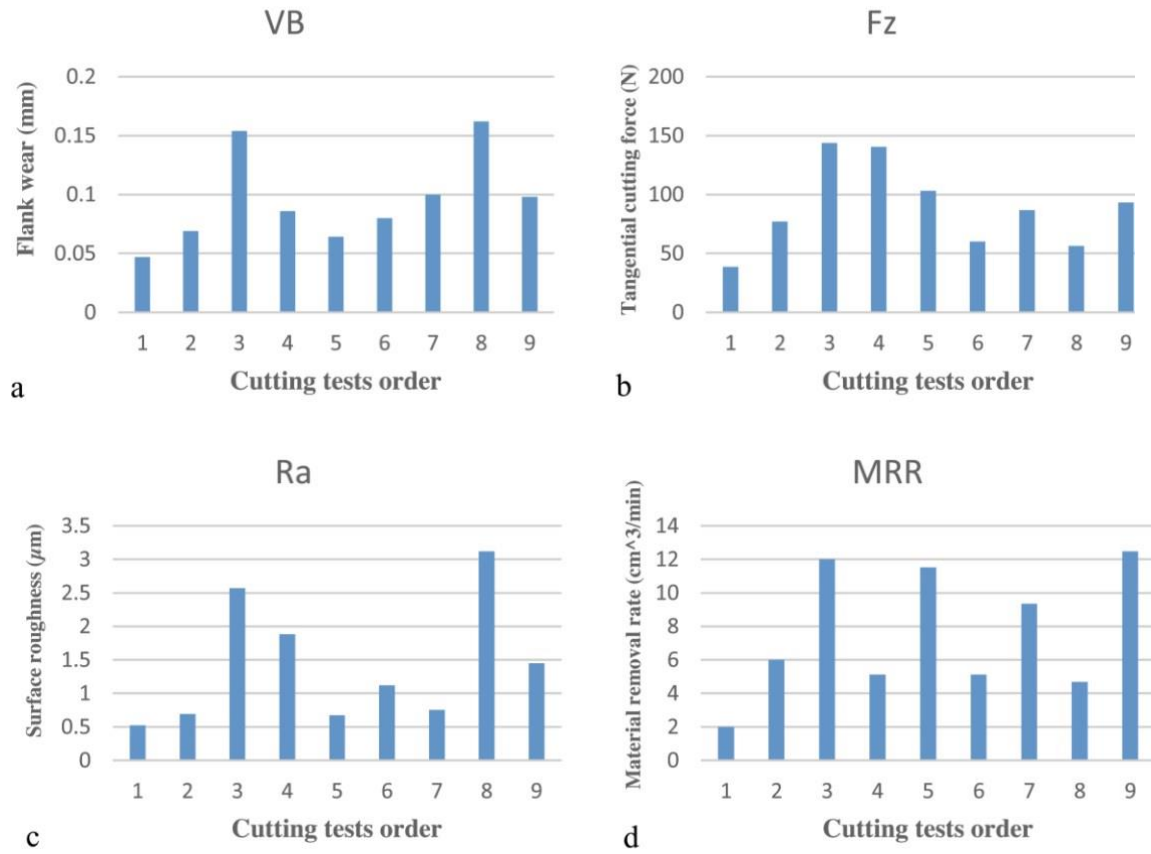 VB
Flank wear (mm)
0.2
0.15
0.1
0.05
0
1 2 3 4 5 6 7 8 9
Cutting tests order
a
Fz
Tangential cutting force (N)
200
150
100
50
0
1 2 3 4 5 6 7 8 9
Cutting tests order
b
Ra
Surface roughness (µm)
3.5
3
2.5
2
1.5
1
0.5
0
1 2 3 4 5 6 7 8 9
Cutting tests order
c
MRR
Material removal rate (cm^3/min)
14
12
10
8
6
4
2
0
1 2 3 4 5 6 7 8 9
Cutting tests order
d